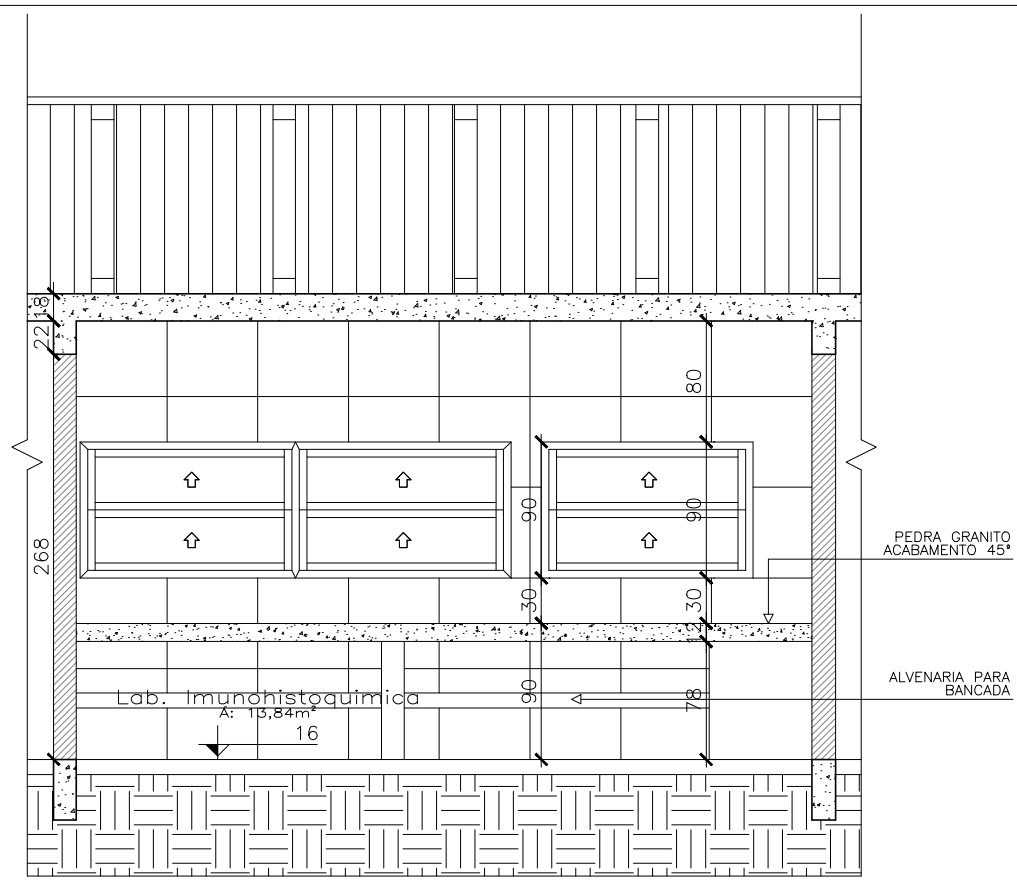 18
22
80
268
90
90
PEDRA GRANITO
ACABAMENTO 45°
30
30
12
Lab. Imunohistoquimica
A: 13,84m²
16
90
78
ALVENARIA PARA
BANCADA